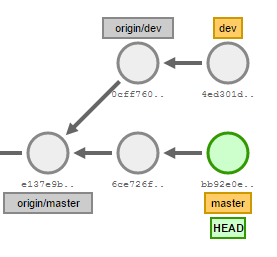 origin/dev
dev
0cff760..
4ed301d..
e137e9b..
6ce726f..
bb92e0e..
origin/master
master
HEAD